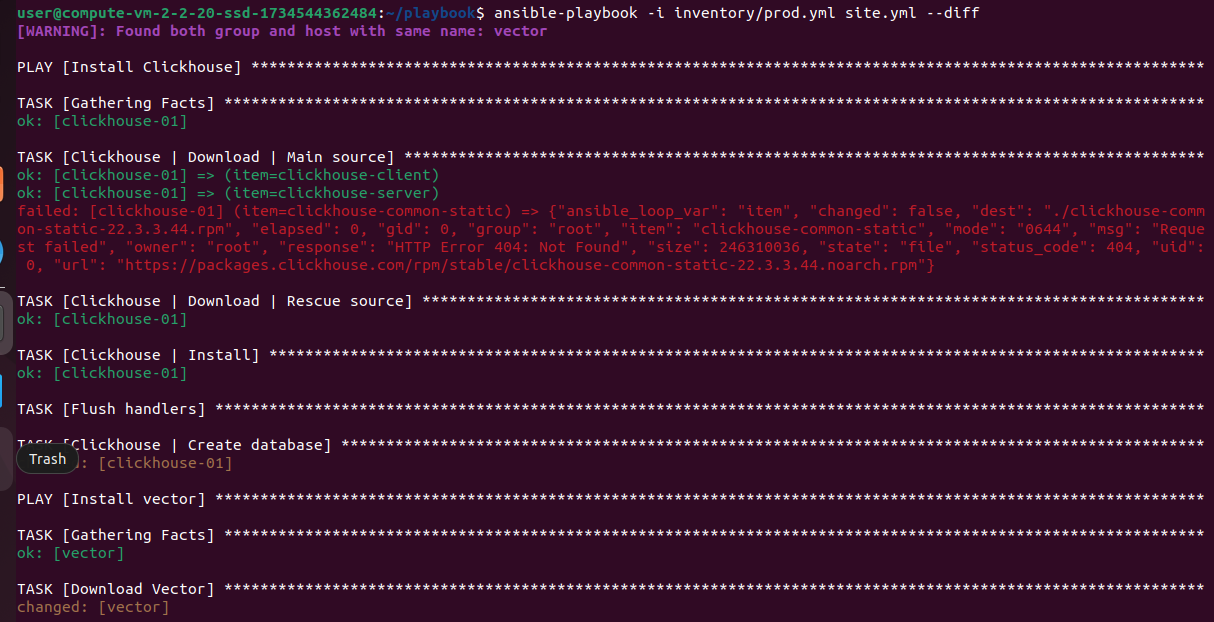 user@compute-vm-2-2-20-ssd-1734544362484:~/playbook$ ansible-playbook -i inventory/prod.yml site.yml --diff
[WARNING]: Found both group and host with same name: vector
PLAY [Install Clickhouse] **********************************************************************************************************
TASK [Gathering Facts] *************************************************************************************************************
ok: [clickhouse-01]
TASK [Clickhouse | Download | Main source] *****************************************************************************************
ok: [clickhouse-01] => (item=clickhouse-client)
ok: [clickhouse-01] => (item=clickhouse-server)
failed: [clickhouse-01] (item=clickhouse-common-static) => {"ansible_loop_var": "item", "changed": false, "dest": "./clickhouse-comm
on-static-22.3.3.44.rpm", "elapsed": 0, "gid": 0, "group": "root", "item": "clickhouse-common-static", "mode": "0644", "msg": "Reque
st failed", "owner": "root", "response": "HTTP Error 404: Not Found", "size": 246310036, "state": "file", "status_code": 404, "uid":
 0, "url": "https://packages.clickhouse.com/rpm/stable/clickhouse-common-static-22.3.3.44.noarch.rpm"}
TASK [Clickhouse | Download | Rescue source] ***************************************************************************************
ok: [clickhouse-01]
TASK [Clickhouse | Install] ********************************************************************************************************
ok: [clickhouse-01]
TASK [Flush handlers] **************************************************************************************************************
TASK [Clickhouse | Create database] ************************************************************************************************
Trash
: [clickhouse-01]
PLAY [Install vector] **************************************************************************************************************
TASK [Gathering Facts] *************************************************************************************************************
ok: [vector]
TASK [Download Vector] *************************************************************************************************************
changed: [vector]